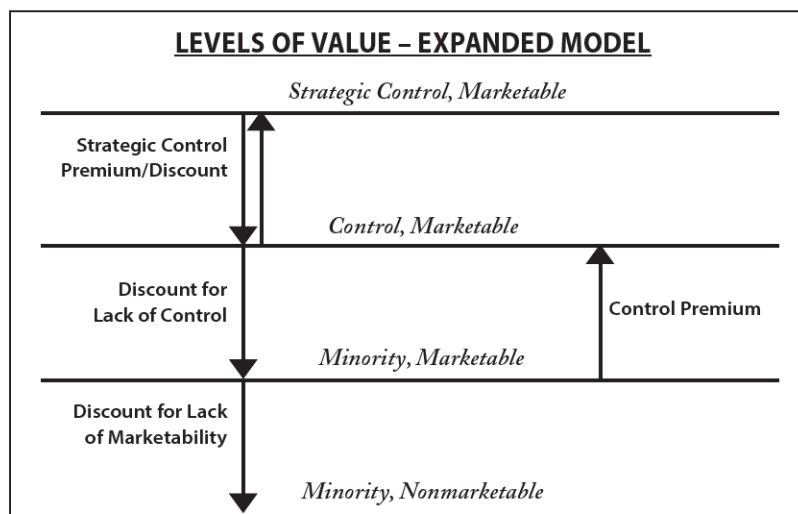 LEVELS OF VALUE – EXPANDED MODEL
Strategic Control, Marketable
Strategic Control
Premium/Discount
Control, Marketable
Discount for
Lack of Control
Control Premium
Minority, Marketable
Discount for Lack
of Marketability
Minority, Nonmarketable